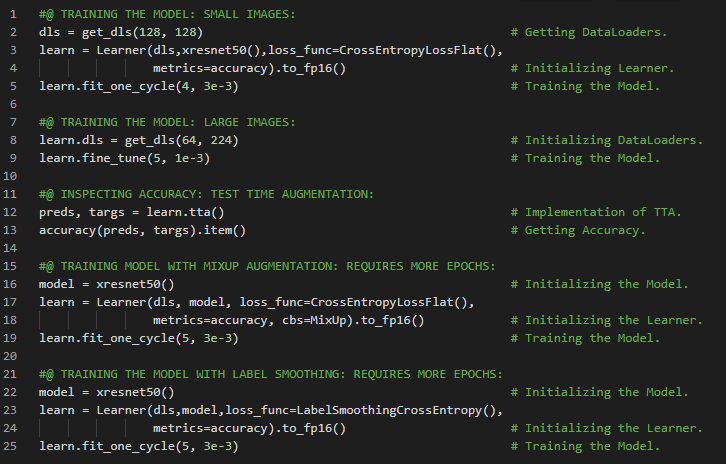 1 #@ TRAINING THE MODEL: SMALL IMAGES:
2 dls = get_dls(128, 128) # Getting DataLoaders.
3 learn = Learner(dls,xresnet50(),loss_func=CrossEntropyLossFlat(),
4 metrics=accuracy).to_fp16() # Initializing Learner.
5 learn.fit_one_cycle(4, 3e-3) # Training the Model.
6
7 #@ TRAINING THE MODEL: LARGE IMAGES:
8 learn.dls = get_dls(64, 224) # Initializing DataLoaders.
9 learn.fine_tune(5, 1e-3) # Training the Model.
10
11 #@ INSPECTING ACCURACY: TEST TIME AUGMENTATION:
12 preds, targs = learn.tta() # Implementation of TTA.
13 accuracy(preds, targs).item() # Getting Accuracy.
14
15 #@ TRAINING MODEL WITH MIXUP AUGMENTATION: REQUIRES MORE EPOCHS:
16 model = xresnet50() # Initializing the Model.
17 learn = Learner(dls, model, loss_func=CrossEntropyLossFlat(),
18 metrics=accuracy, cbs=MixUp).to_fp16() # Initializing the Learner.
19 learn.fit_one_cycle(5, 3e-3) # Training the Model.
20
21 #@ TRAINING THE MODEL WITH LABEL SMOOTHING: REQUIRES MORE EPOCHS:
22 model = xresnet50() # Initializing the Model.
23 learn = Learner(dls,model,loss_func=LabelSmoothingCrossEntropy(),
24 metrics=accuracy).to_fp16() # Initializing the Learner.
25 learn.fit_one_cycle(5, 3e-3) # Training the Model.